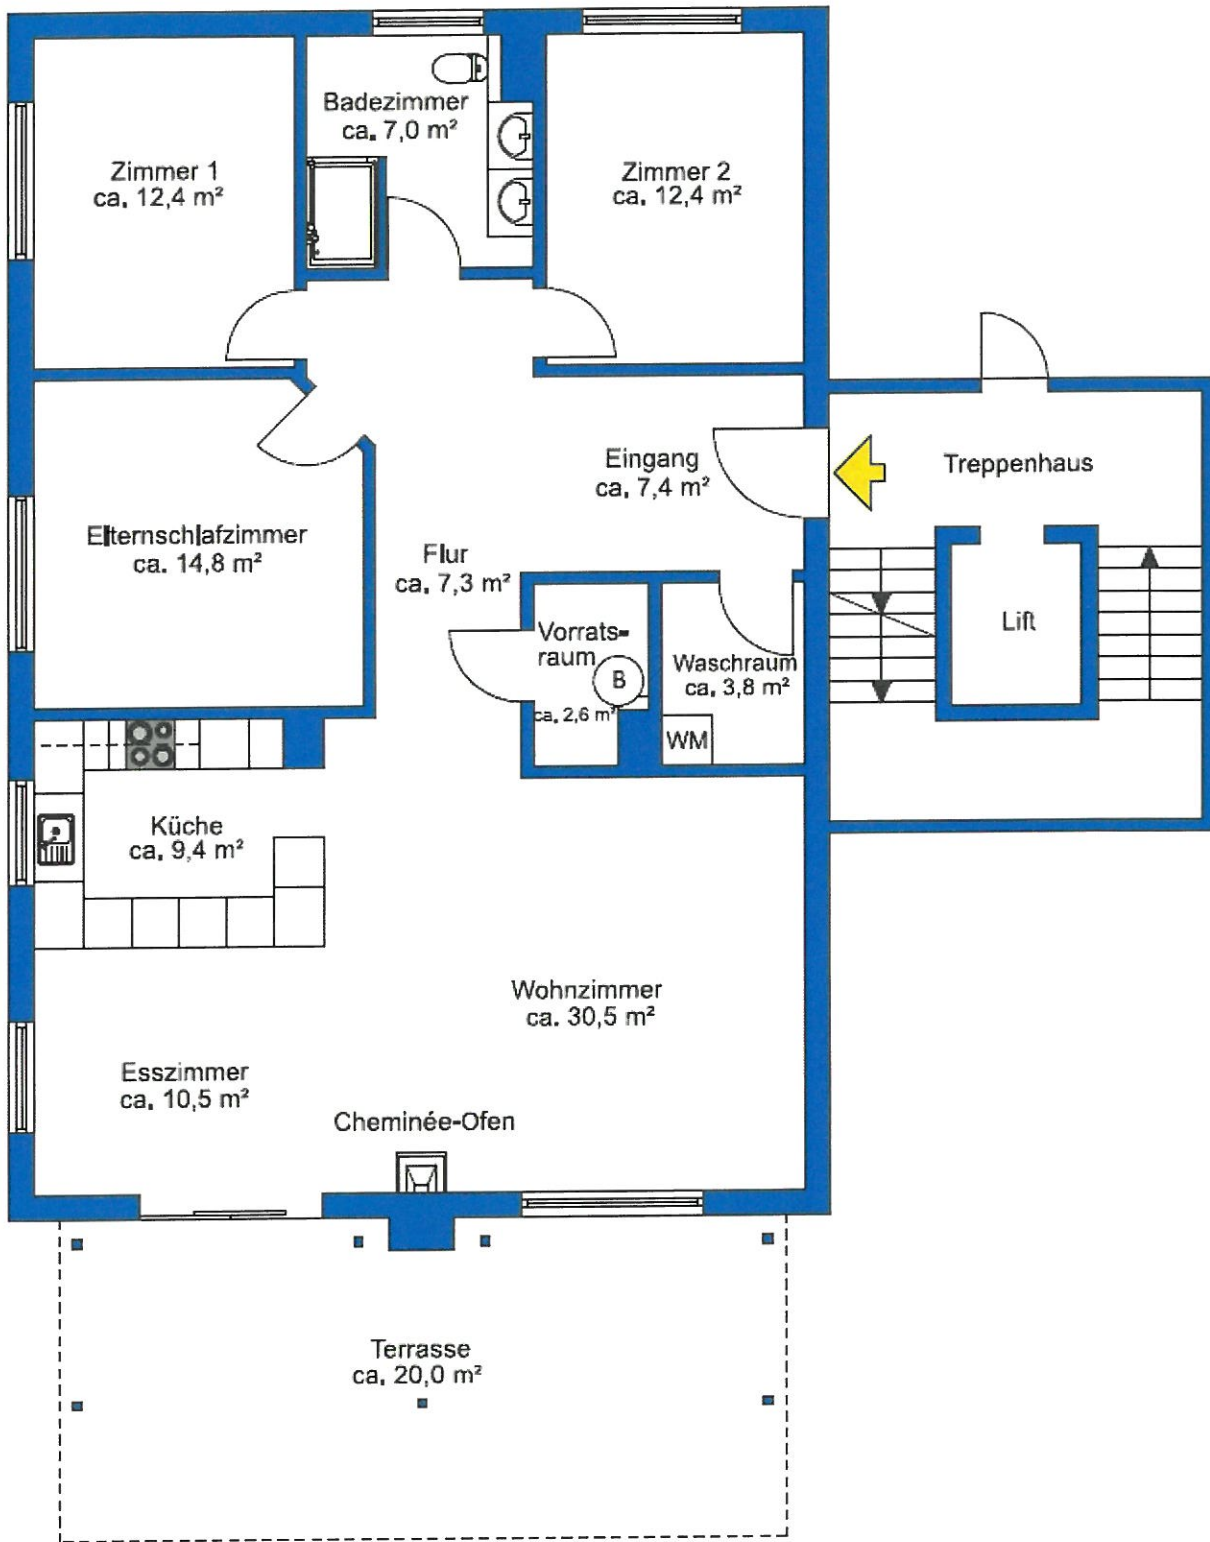 Badezimmer
ca. 7,0 m²
Zimmer 1
ca. 12,4 m²
Zimmer 2
ca. 12,4 m²
Eingang
ca. 7,4 m²
Treppenhaus
Elternschlafzimmer
ca. 14,8 m²
Flur
ca. 7,3 m²
Vorrats-
raum
B
ca. 2,6 m²
Waschraum
ca. 3,8 m²
WM
Lift
Küche
ca. 9,4 m²
Wohnzimmer
ca. 30,5 m²
Esszimmer
ca. 10,5 m²
Cheminée-Ofen
Terrasse
ca. 20,0 m²